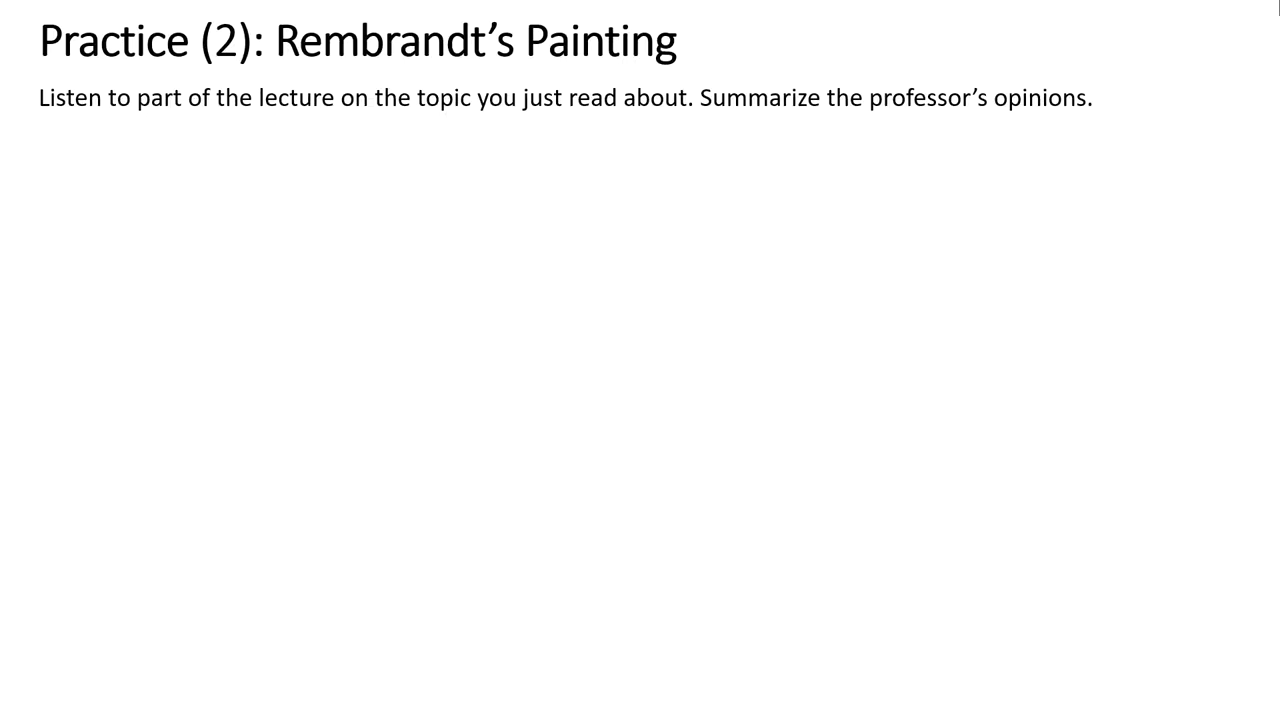 Practice (2): Rembrandt’s Painting
Listen to part of the lecture on the topic you just read about. Summarize the professor’s opinions.